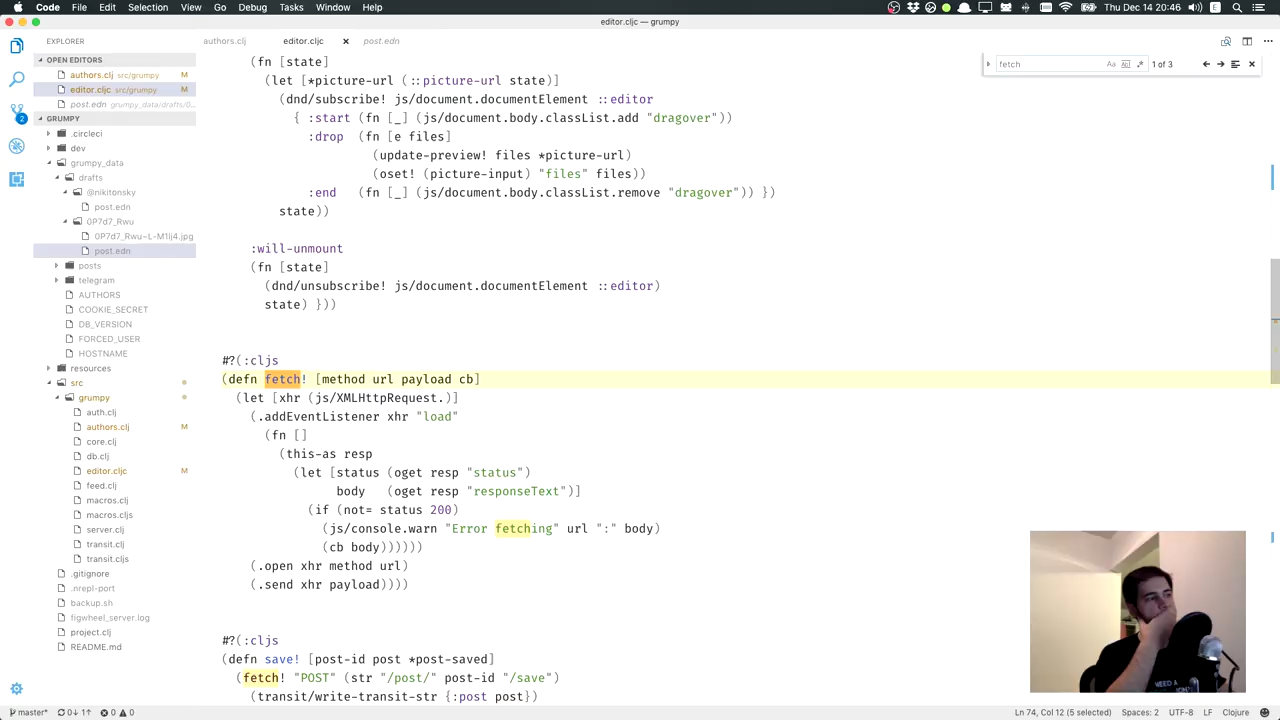 Code File Edit Selection View Go Debug Window Help
Thu Dec 14 20:46
editor.cljc — grumpy
EXPLORER
authors.clj editor.cljc post.edn
OPEN EDITORS
authors.clj src/grumpy M
editor.cljc src/grumpy M
post.edn grumpy_data/drafts/0...
GRUMPY
.circleci
dev
grumpy_data
drafts
@nikitonsky
post.edn
0P7d7_Rwu
0P7d7_Rwu~L-M1lj4.jpg
post.edn
posts
telegram
AUTHORS
COOKIE_SECRET
DB_VERSION
FORCED_USER
HOSTNAME
resources
src
grumpy
auth.clj
authors.clj M
core.clj
db.clj
editor.cljc M
feed.clj
macros.clj
macros.cljs
server.clj
transit.clj
transit.cljs
.gitignore
.nrepl-port
backup.sh
figwheel_server.log
project.clj
README.md
fetch Aa 1 of 3
(fn [state]
(let [*picture-url (::picture-url state)]
(dnd/subscribe! js/document.documentElement ::editor
{ :start (fn [_] (js/document.body.classList.add "dragover"))
:drop (fn [e files]
(update-preview! files *picture-url)
(oset! (picture-input) "files" files))
:end (fn [_] (js/document.body.classList.remove "dragover")) })
state))
:will-unmount
(fn [state]
(dnd/unsubscribe! js/document.documentElement ::editor)
state) }))
#?(:cljs
(defn fetch! [method url payload cb]
(let [xhr (js/XMLHttpRequest.)]
(.addEventListener xhr "load"
(fn []
(this-as resp
(let [status (oget resp "status")
body (oget resp "responseText")]
(if (not= status 200)
(js/console.warn "Error fetching" url ":" body)
(cb body))))))
(.open xhr method url)
(.send xhr payload))))
#?(:cljs
(defn save! [post-id post *post-saved]
(fetch! "POST" (str "/post/" post-id "/save")
(transit/write-transit-str {:post post})
master* 0↓ 1↑ 0 0
Ln 74, Col 12 (5 selected) Spaces: 2 UTF-8 LF Clojure